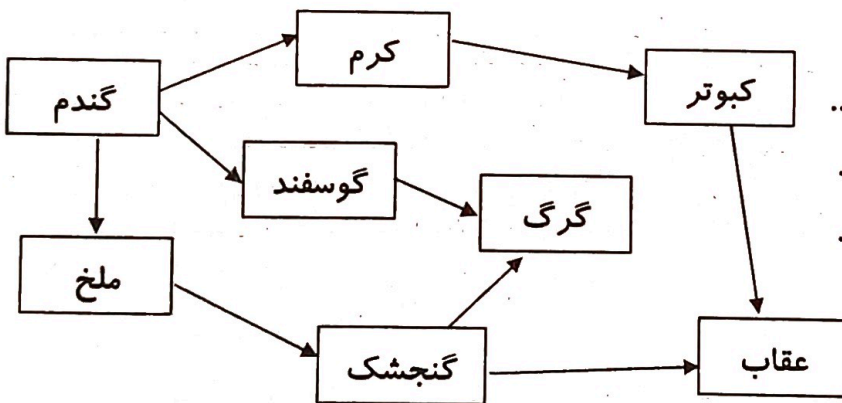 کرم
کبوتر
گندم
گوسفند
گرگ
ملخ
گنجشک
عقاب